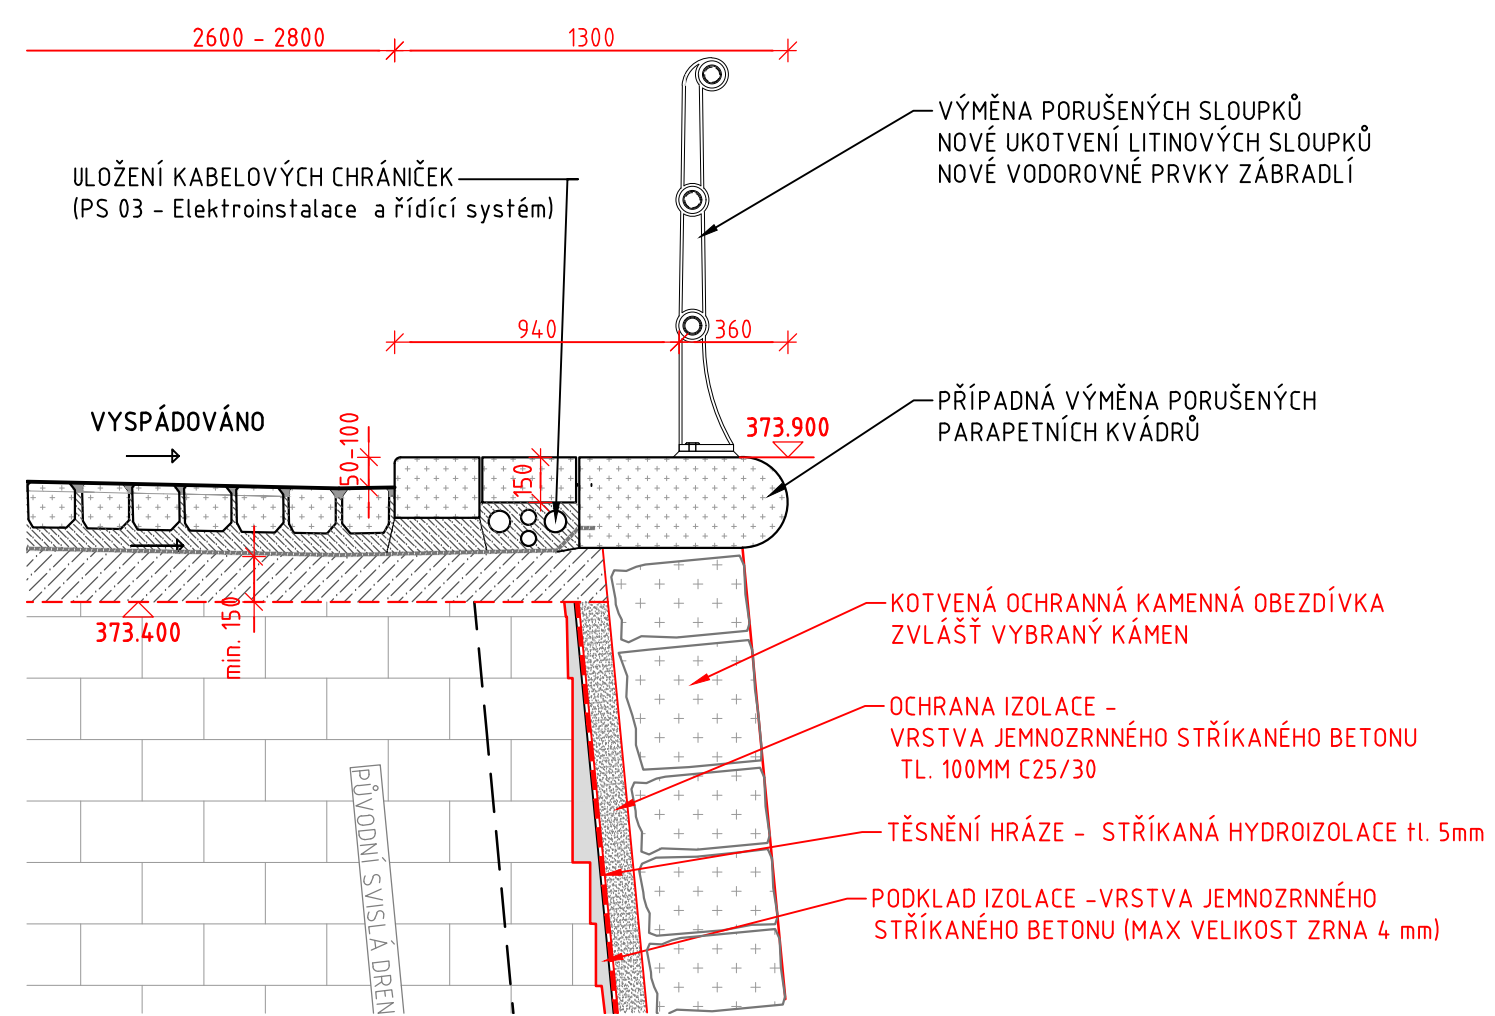 2600 - 2800
1300
VÝMĚNA PORUŠENÝCH SLOUPKŮ
NOVÉ UKOTVENÍ LITINOVÝCH SLOUPKŮ
NOVÉ VODOROVNÉ PRVKY ZÁBRADLÍ
ULOŽENÍ KABELOVÝCH CHRÁNIČEK
(PS 03 - Elektroinstalace a řídící systém)
940
360
VYSPÁDOVÁNO
50-100
150
373.900
PŘÍPADNÁ VÝMĚNA PORUŠENÝCH
PARAPETNÍCH KVÁDRŮ
373.400
min. 150
KOTVENÁ OCHRANNÁ KAMENNÁ OBEZDÍVKA
ZVLÁŠŤ VYBRANÝ KÁMEN
OCHRANA IZOLACE -
VRSTVA JEMNOZRNNÉHO STŘÍKANÉHO BETONU
TL. 100MM C25/30
TĚSNĚNÍ HRÁZE - STŘÍKANÁ HYDROIZOLACE tl. 5mm
PODKLAD IZOLACE -VRSTVA JEMNOZRNNÉHO
STŘÍKANÉHO BETONU (MAX VELIKOST ZRNA 4 mm)
PŮVODNÍ SVISLÁ DREN